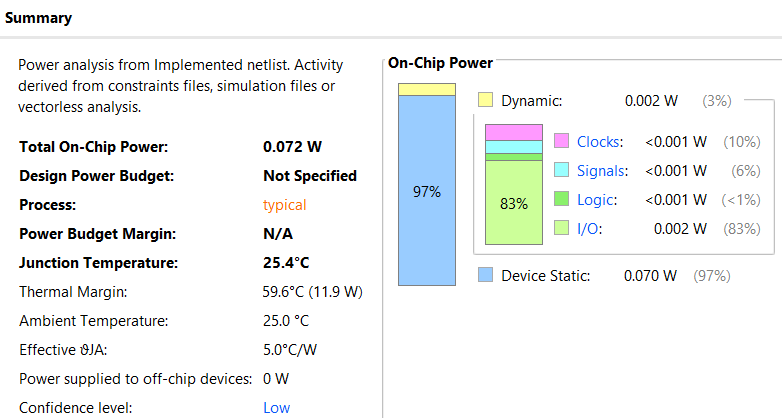 Summary
Power analysis from Implemented netlist. Activity
derived from constraints files, simulation files or
vectorless analysis.
Total On-Chip Power: 0.072 W
Design Power Budget: Not Specified
Process: typical
Power Budget Margin: N/A
Junction Temperature: 25.4°C
Thermal Margin: 59.6°C (11.9 W)
Ambient Temperature: 25.0 °C
Effective ϑJA: 5.0°C/W
Power supplied to off-chip devices: 0 W
Confidence level: Low
On-Chip Power
97%
Dynamic: 0.002 W (3%)
83%
Clocks: <0.001 W (10%)
Signals: <0.001 W (6%)
Logic: <0.001 W (<1%)
I/O: 0.002 W (83%)
Device Static: 0.070 W (97%)